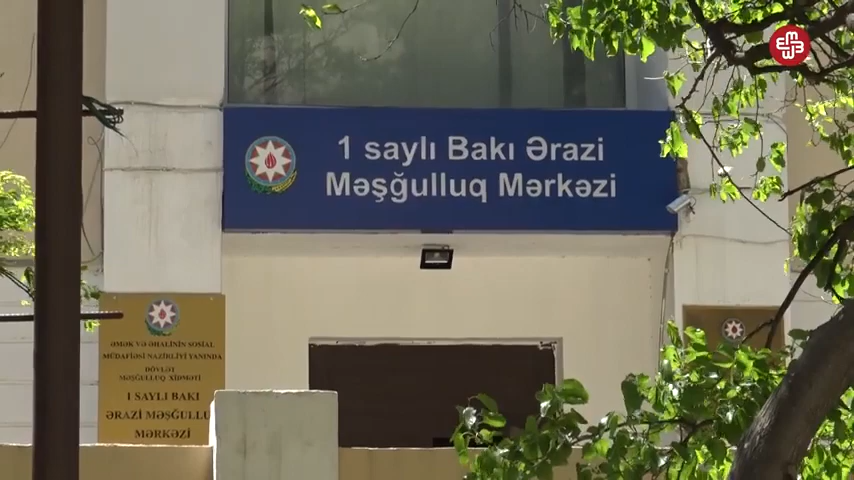 1 saylı Bakı Ərazi
Məşğulluq Mərkəzi
ƏMƏK VƏ ƏHALİNİN SOSİAL
MÜDAFİƏSİ NAZİRLİYİ YANINDA
DÖVLƏT
MƏŞĞULLUQ XİDMƏTİ
1 SAYLI BAKI
ƏRAZİ MƏŞĞULLU
MƏRKƏZİ